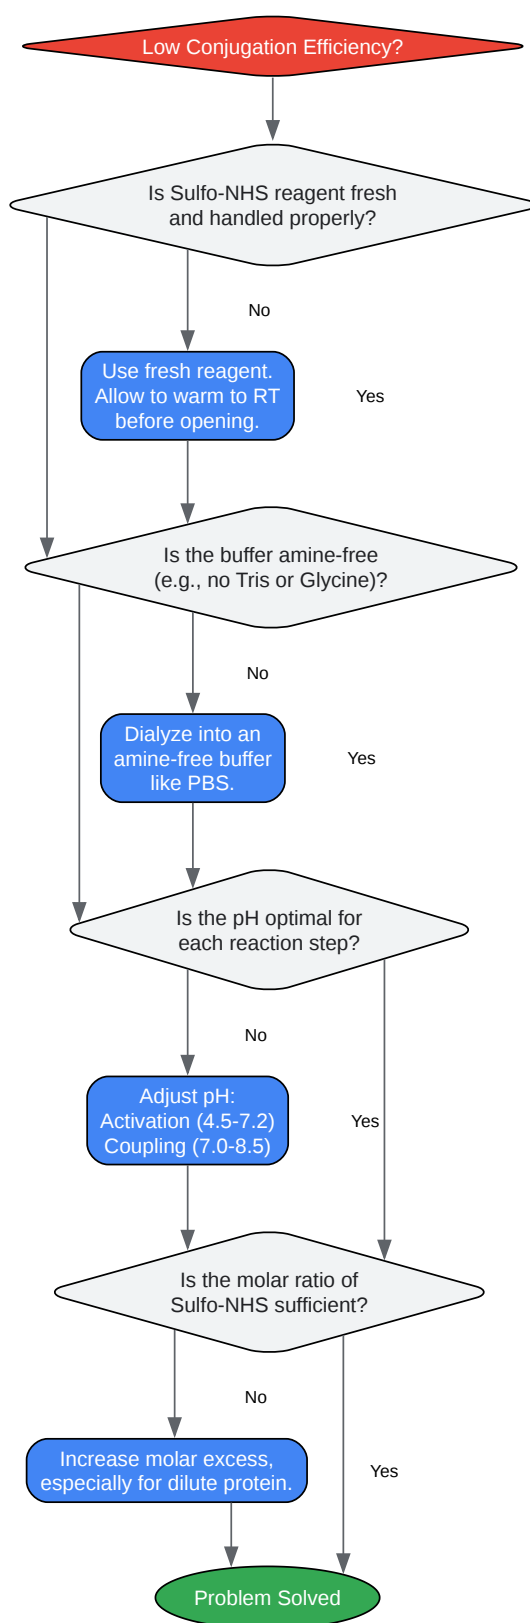 Low Conjugation Efficiency?
Is Sulfo-NHS reagent fresh
and handled properly?
No
Use fresh reagent.
Allow to warm to RT
before opening.
Yes
Is the buffer amine-free
(e.g., no Tris or Glycine)?
No
Dialyze into an
amine-free buffer
like PBS.
Yes
Is the pH optimal for
each reaction step?
No
Adjust pH:
Activation (4.5-7.2)
Coupling (7.0-8.5)
Yes
Is the molar ratio of
Sulfo-NHS sufficient?
No
Increase molar excess,
especially for dilute protein.
Yes
Problem Solved